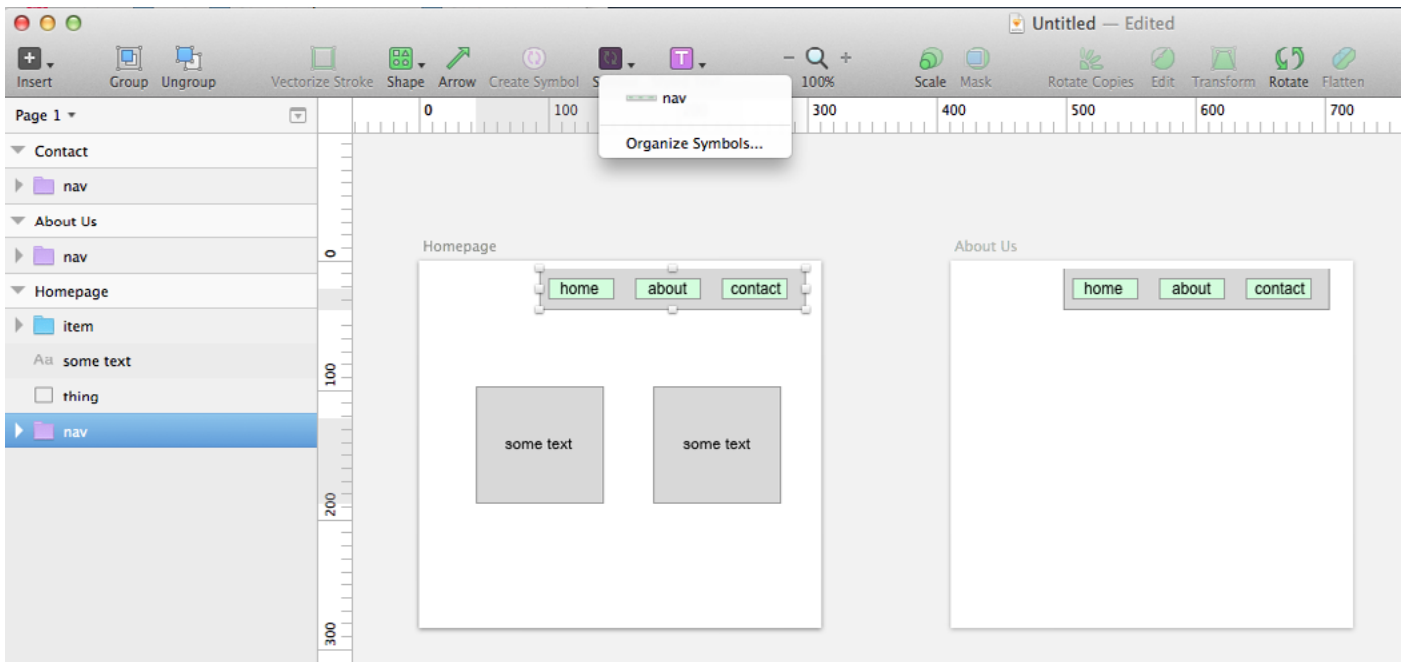 Untitled — Edited
Insert
Group Ungroup
Vectorize Stroke Shape Arrow Create Symbol S
- 100% +
Scale Mask
Rotate Copies Edit Transform Rotate Flatten
nav
Organize Symbols...
Page 1
0 100 300 400 500 600 700
Contact
nav
About Us
nav
Homepage
item
Aa some text
thing
nav
0
100
200
300
Homepage
home about contact
some text some text
About Us
home about contact